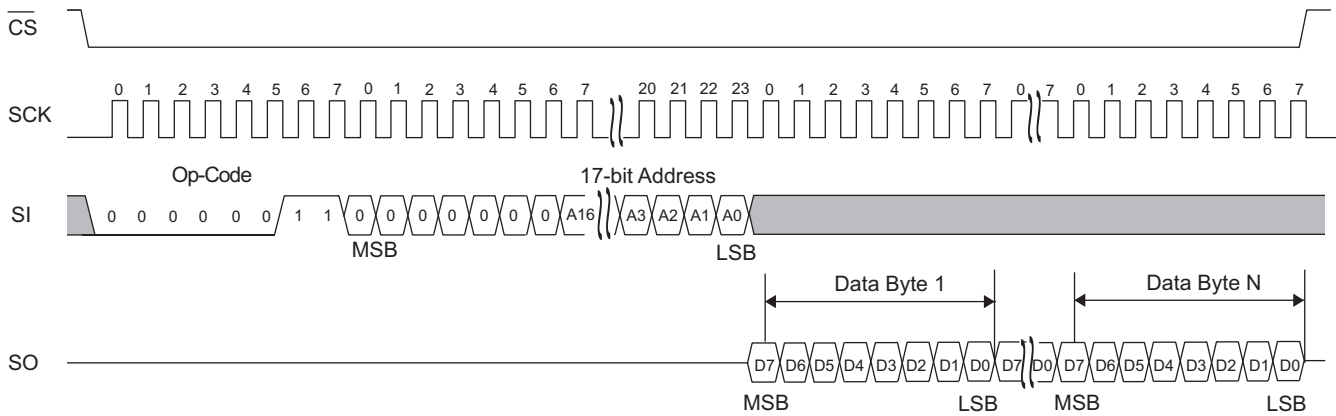 CS
0 1 2 3 4 5 6 7 0 1 2 3 4 5 6 7 20 21 22 23 0 1 2 3 4 5 6 7 0 7 0 1 2 3 4 5 6 7
SCK
Op-Code 17-bit Address
SI 0 0 0 0 0 0 1 1 0 0 0 0 0 0 0 A16 A3 A2 A1 A0
MSB LSB
Data Byte 1 Data Byte N
SO D7 D6 D5 D4 D3 D2 D1 D0 D7 D0 D7 D6 D5 D4 D3 D2 D1 D0
MSB LSB MSB LSB